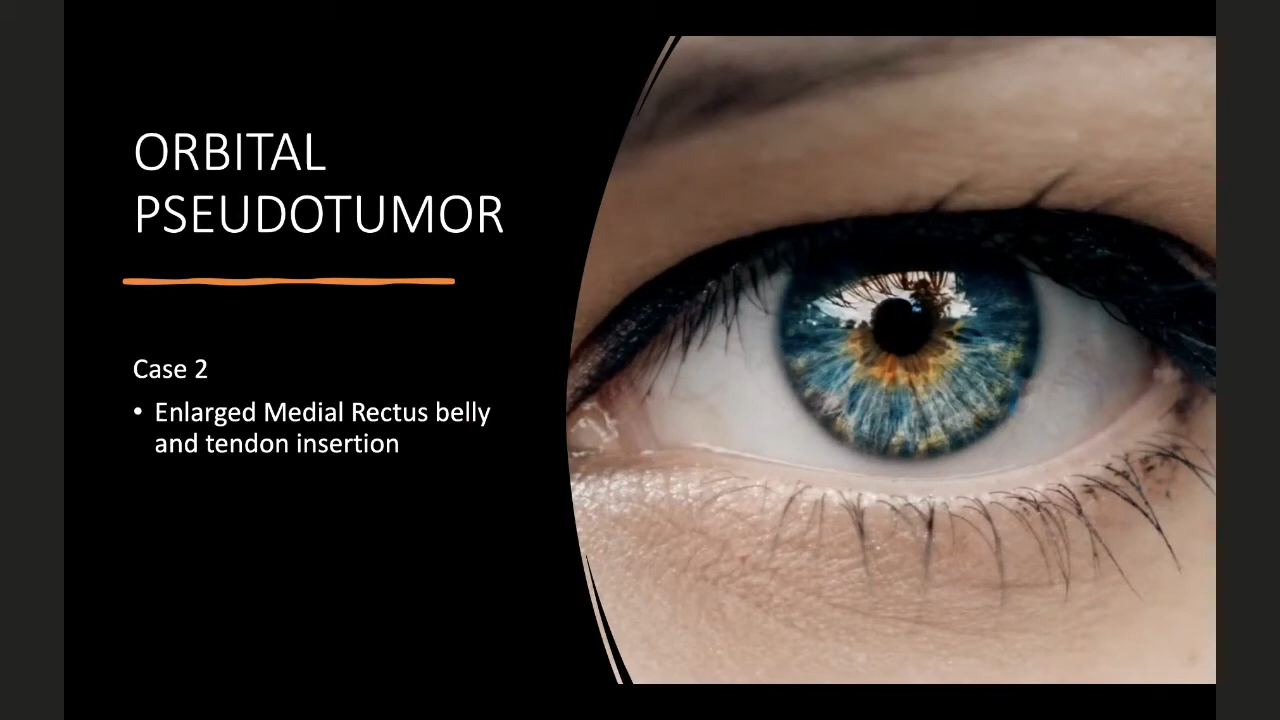 ORBITAL
PSEUDOTUMOR
Case 2
• Enlarged Medial Rectus belly
and tendon insertion